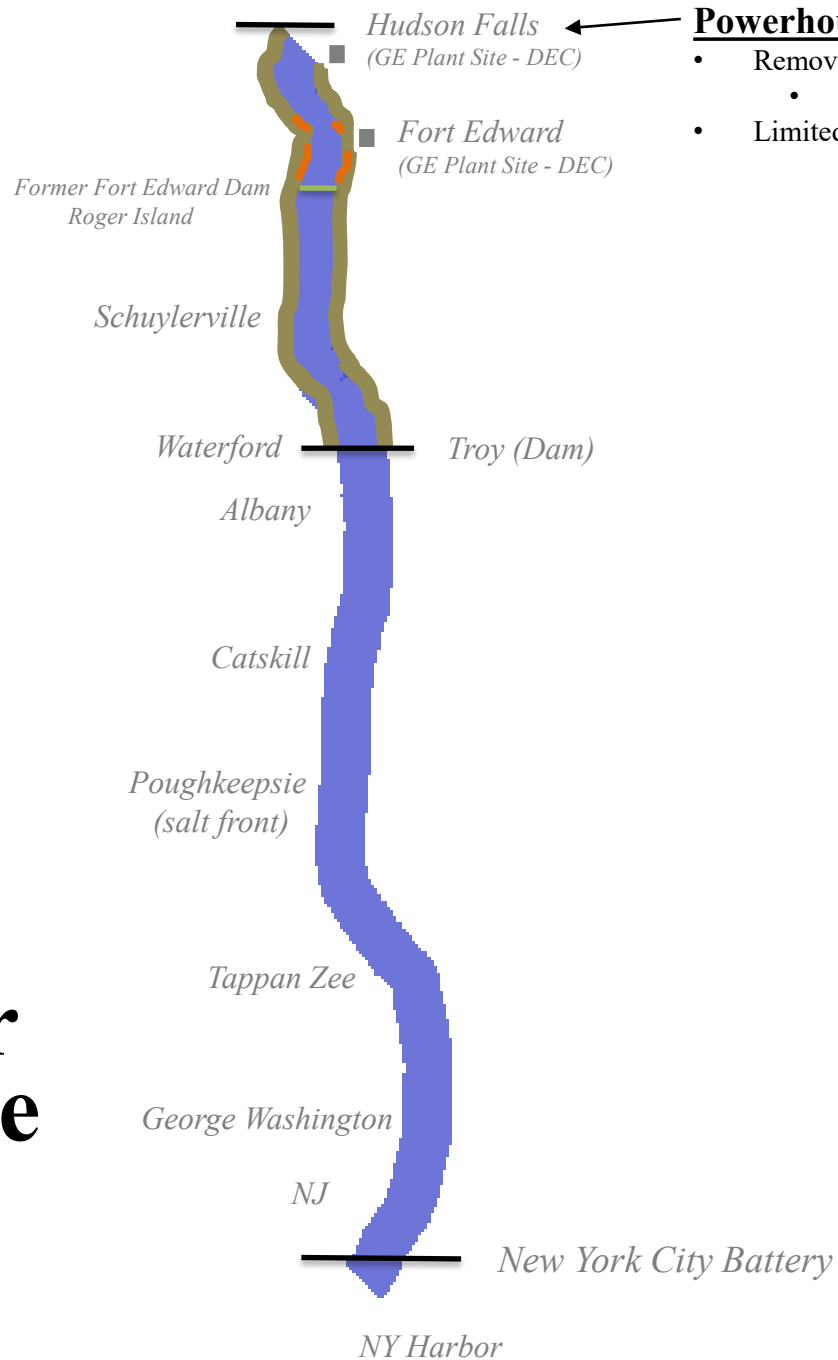 Hudson Falls
(GE Plant Site - DEC)
• Remov
•
• Limited
Fort Edward
(GE Plant Site - DEC)
Former Fort Edward Dam
Roger Island
Schuylerville
Waterford
Troy (Dam)
Albany
Catskill
Poughkeepsie
(salt front)
Tappan Zee
r
e
George Washington
NJ
New York City Battery
NY Harbor